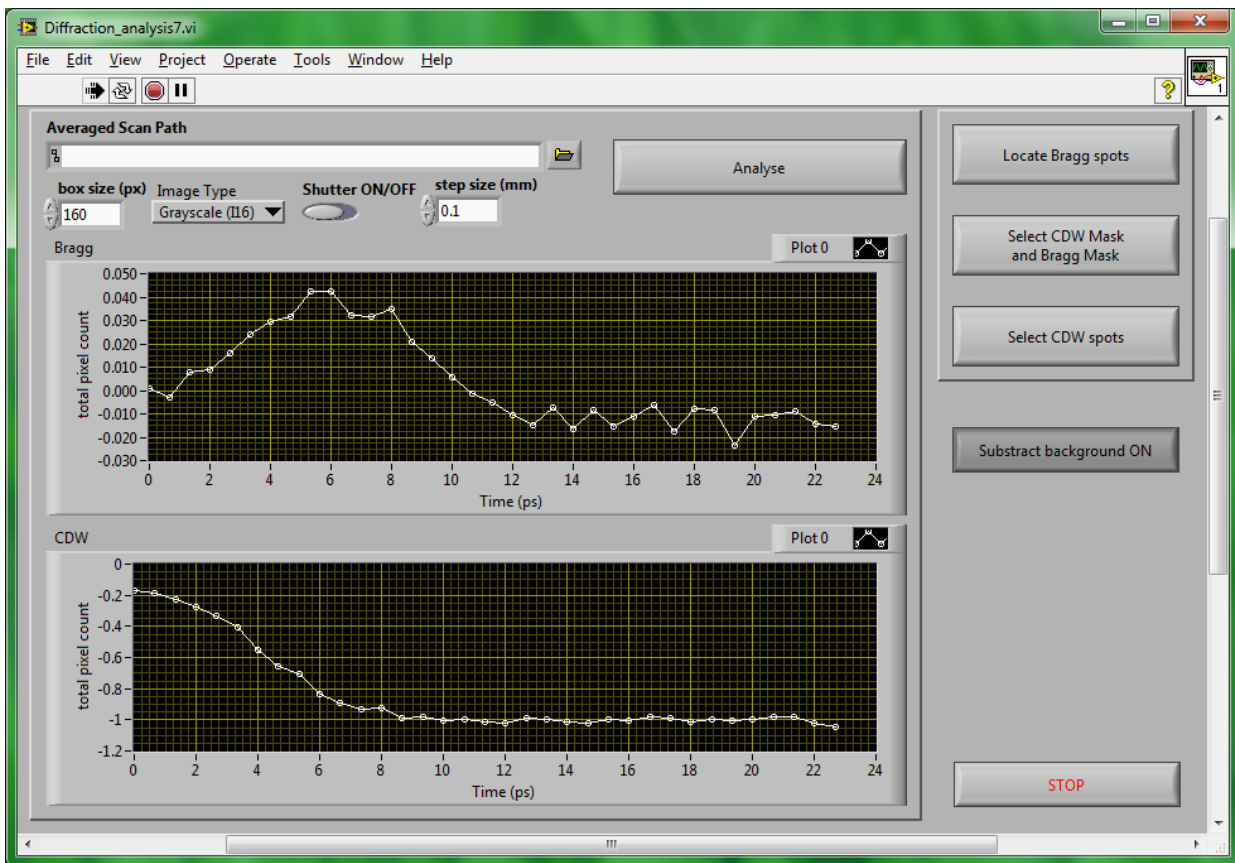 Diffraction_analysis7.vi
File Edit View Project Operate Tools Window Help
1
Averaged Scan Path
Analyse
box size (px) Image Type Shutter ON/OFF step size (mm)
160 Grayscale (I16) 0.1
Bragg Plot 0
total pixel count
0.050
0.040
0.030
0.020
0.010
0.000
-0.010
-0.020
-0.030
0 2 4 6 8 10 12 14 16 18 20 22 24
Time (ps)
CDW Plot 0
total pixel count
0
-0.2
-0.4
-0.6
-0.8
-1
-1.2
0 2 4 6 8 10 12 14 16 18 20 22 24
Time (ps)
Locate Bragg spots
Select CDW Mask
and Bragg Mask
Select CDW spots
Substract background ON
STOP